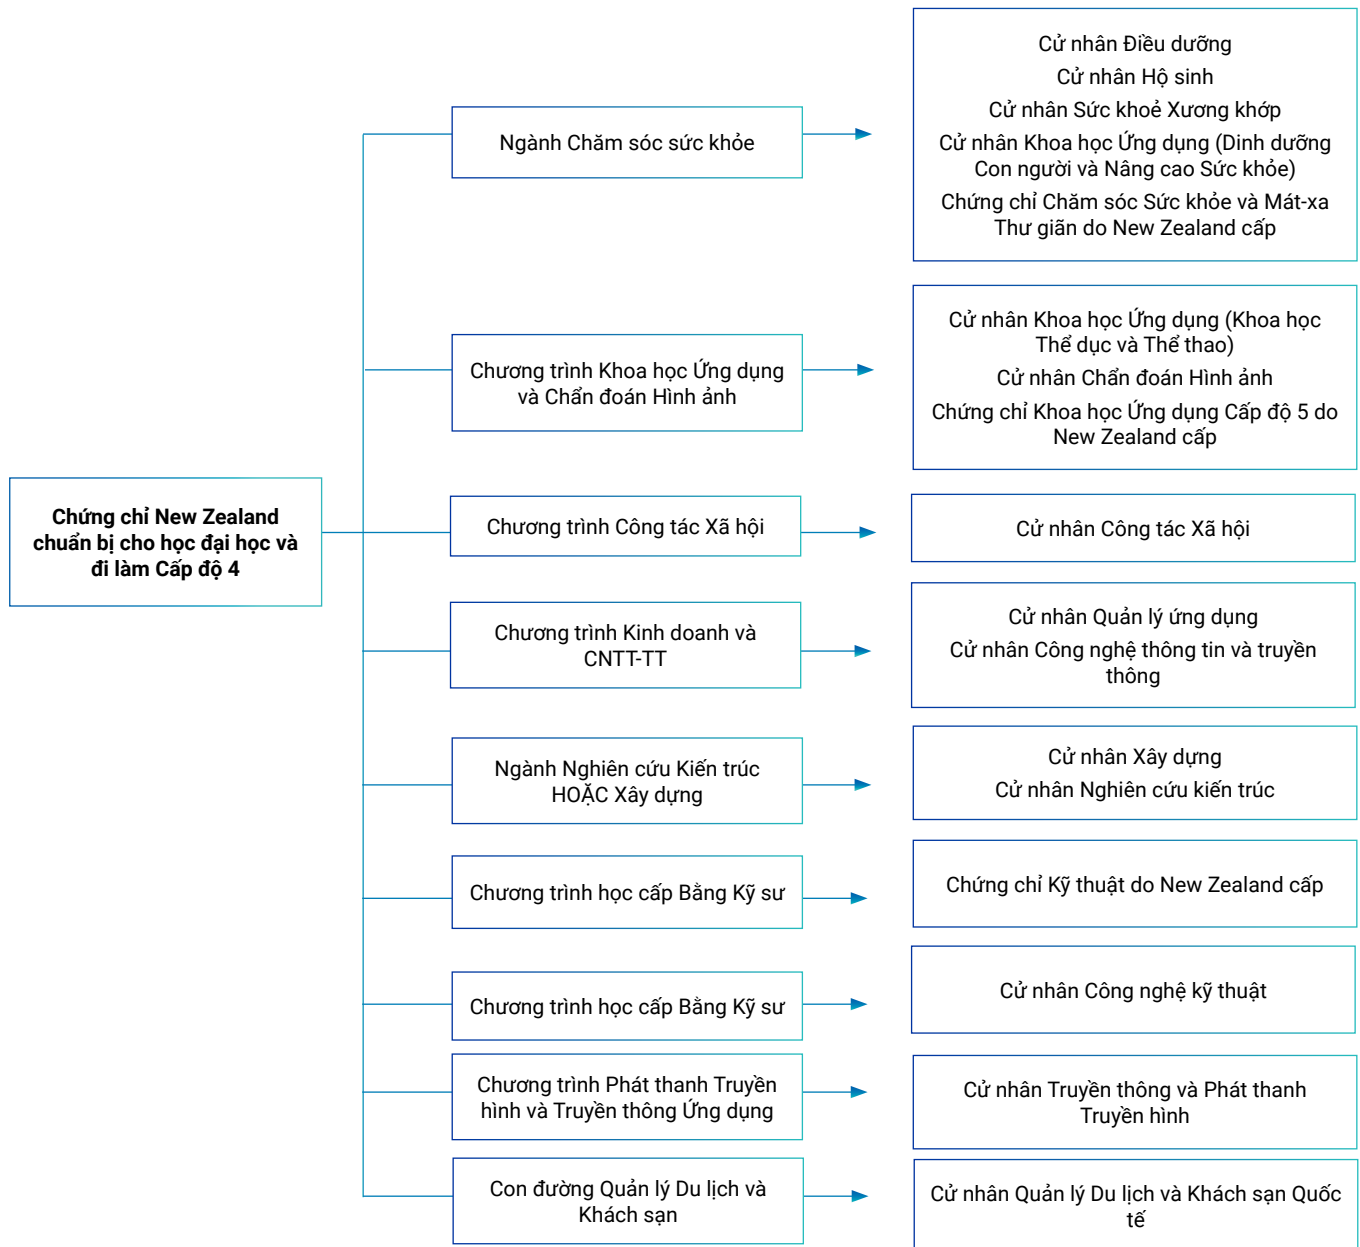 Chứng chỉ New Zealand
chuẩn bị cho học đại học và
đi làm Cấp độ 4
Ngành Chăm sóc sức khỏe
Cử nhân Điều dưỡng
Cử nhân Hộ sinh
Cử nhân Sức khoẻ Xương khớp
Cử nhân Khoa học Ứng dụng (Dinh dưỡng
Con người và Nâng cao Sức khỏe)
Chứng chỉ Chăm sóc Sức khỏe và Mát-xa
Thư giãn do New Zealand cấp
Chương trình Khoa học Ứng dụng
và Chẩn đoán Hình ảnh
Cử nhân Khoa học Ứng dụng (Khoa học
Thể dục và Thể thao)
Cử nhân Chẩn đoán Hình ảnh
Chứng chỉ Khoa học Ứng dụng Cấp độ 5 do
New Zealand cấp
Chương trình Công tác Xã hội
Cử nhân Công tác Xã hội
Chương trình Kinh doanh và
CNTT-TT
Cử nhân Quản lý ứng dụng
Cử nhân Công nghệ thông tin và truyền
thông
Ngành Nghiên cứu Kiến trúc
HOẶC Xây dựng
Cử nhân Xây dựng
Cử nhân Nghiên cứu kiến trúc
Chương trình học cấp Bằng Kỹ sư
Chứng chỉ Kỹ thuật do New Zealand cấp
Chương trình học cấp Bằng Kỹ sư
Cử nhân Công nghệ kỹ thuật
Chương trình Phát thanh Truyền
hình và Truyền thông Ứng dụng
Cử nhân Truyền thông và Phát thanh
Truyền hình
Con đường Quản lý Du lịch và
Khách sạn
Cử nhân Quản lý Du lịch và Khách sạn Quốc
tế